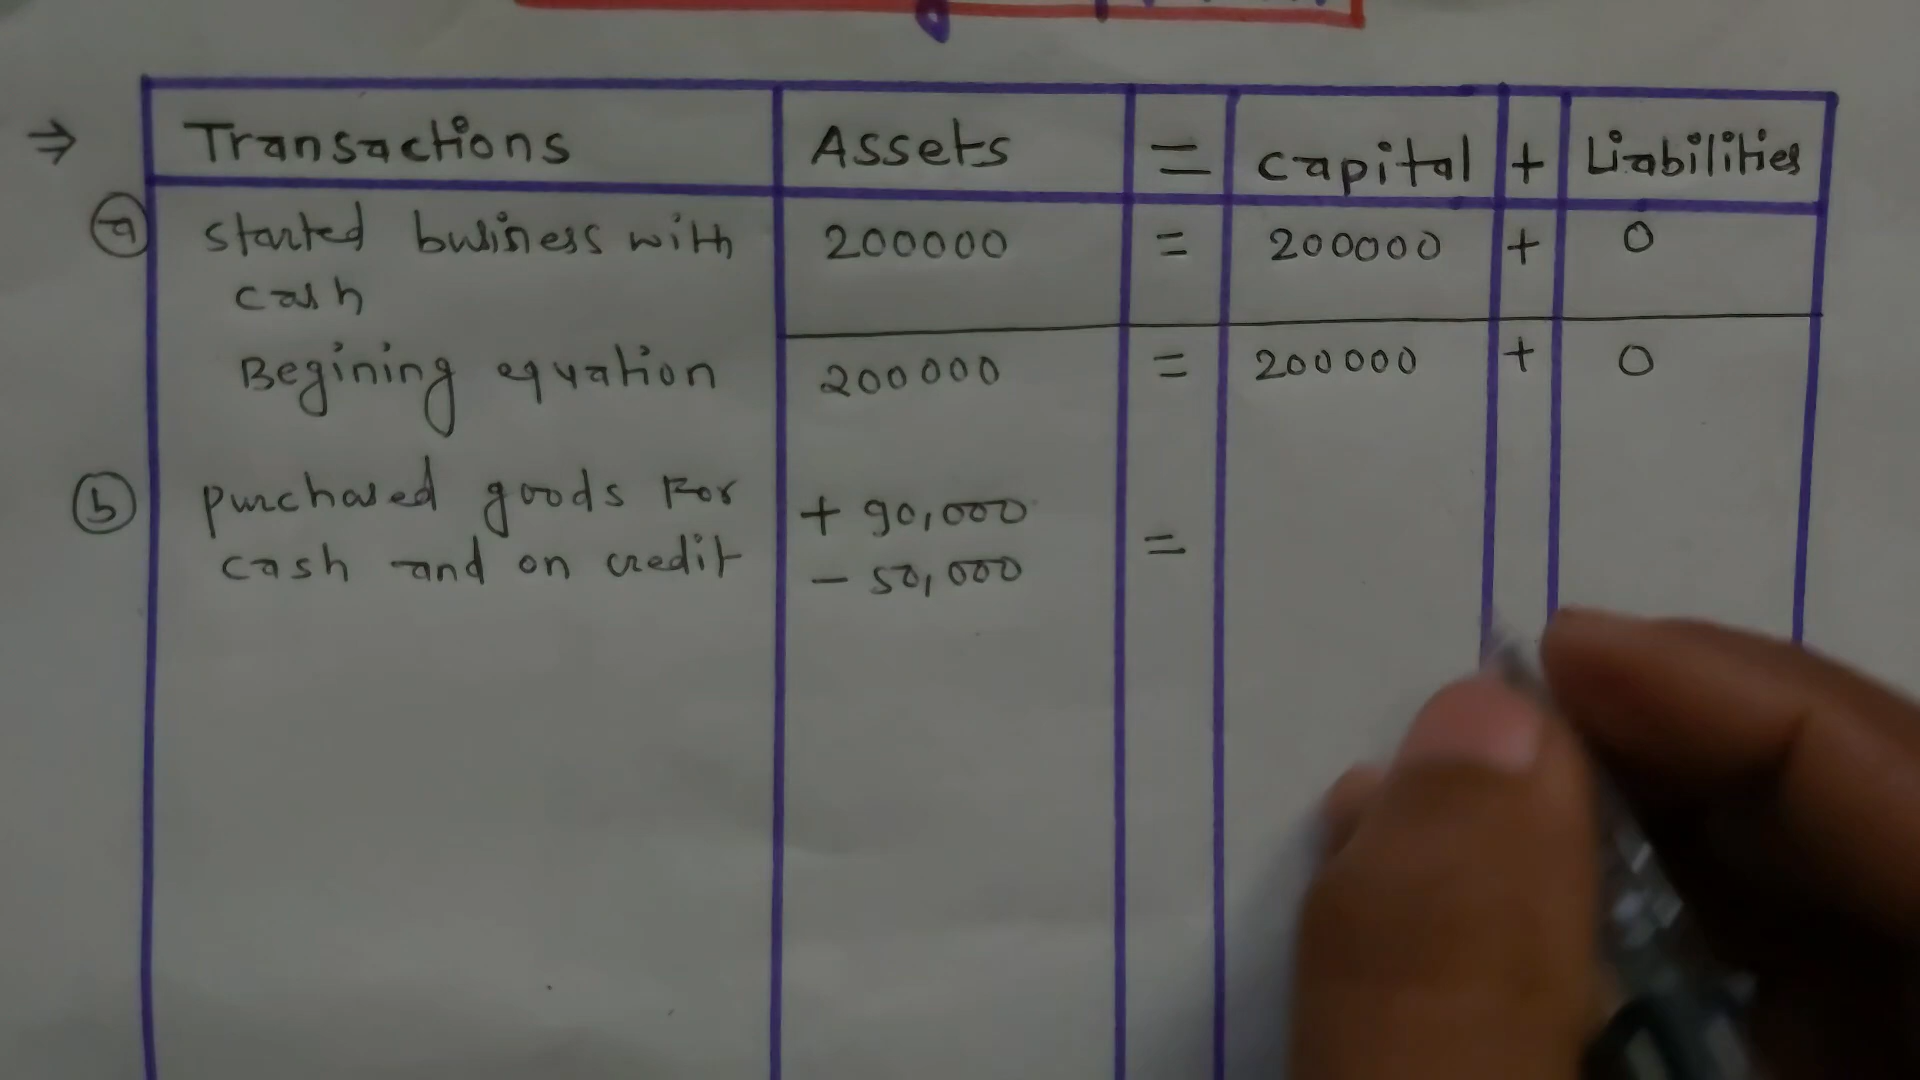 ⇒ Transactions Assets = capital + Liabilities
(a) started business with 200000 = 200000 + 0
cash
Begining equation 200000 = 200000 + 0
(b) purchased goods For + 90,000
cash and on credit - 50,000 =